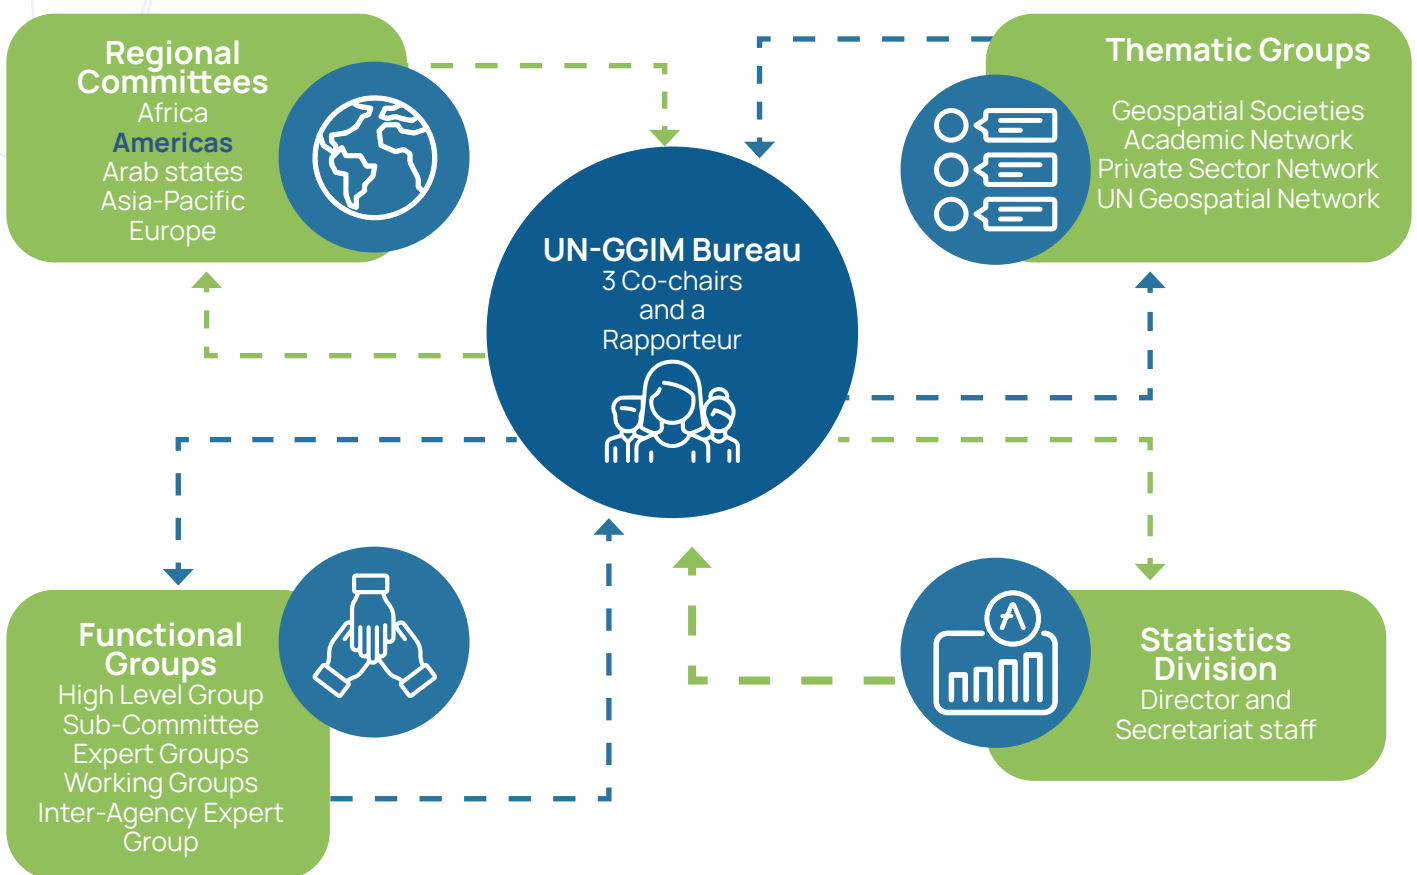 Regional
Committees
Africa
Americas
Arab states
Asia-Pacific
Europe
Thematic Groups
Geospatial Societies
Academic Network
Private Sector Network
UN Geospatial Network
UN-GGIM Bureau
3 Co-chairs
and a
Rapporteur
Functional
Groups
High Level Group
Sub-Committee
Expert Groups
Working Groups
Inter-Agency Expert
Group
Statistics
Division
Director and
Secretariat staff